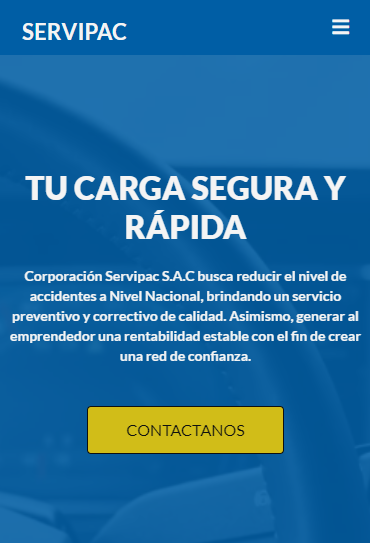 SERVIPAC
TU CARGA SEGURA Y
RÁPIDA
Corporación Servipac S.A.C busca reducir el nivel de
accidentes a Nivel Nacional, brindando un servicio
preventivo y correctivo de calidad. Asimismo, generar al
emprendedor una rentabilidad estable con el fin de crear
una red de confianza.
CONTACTANOS